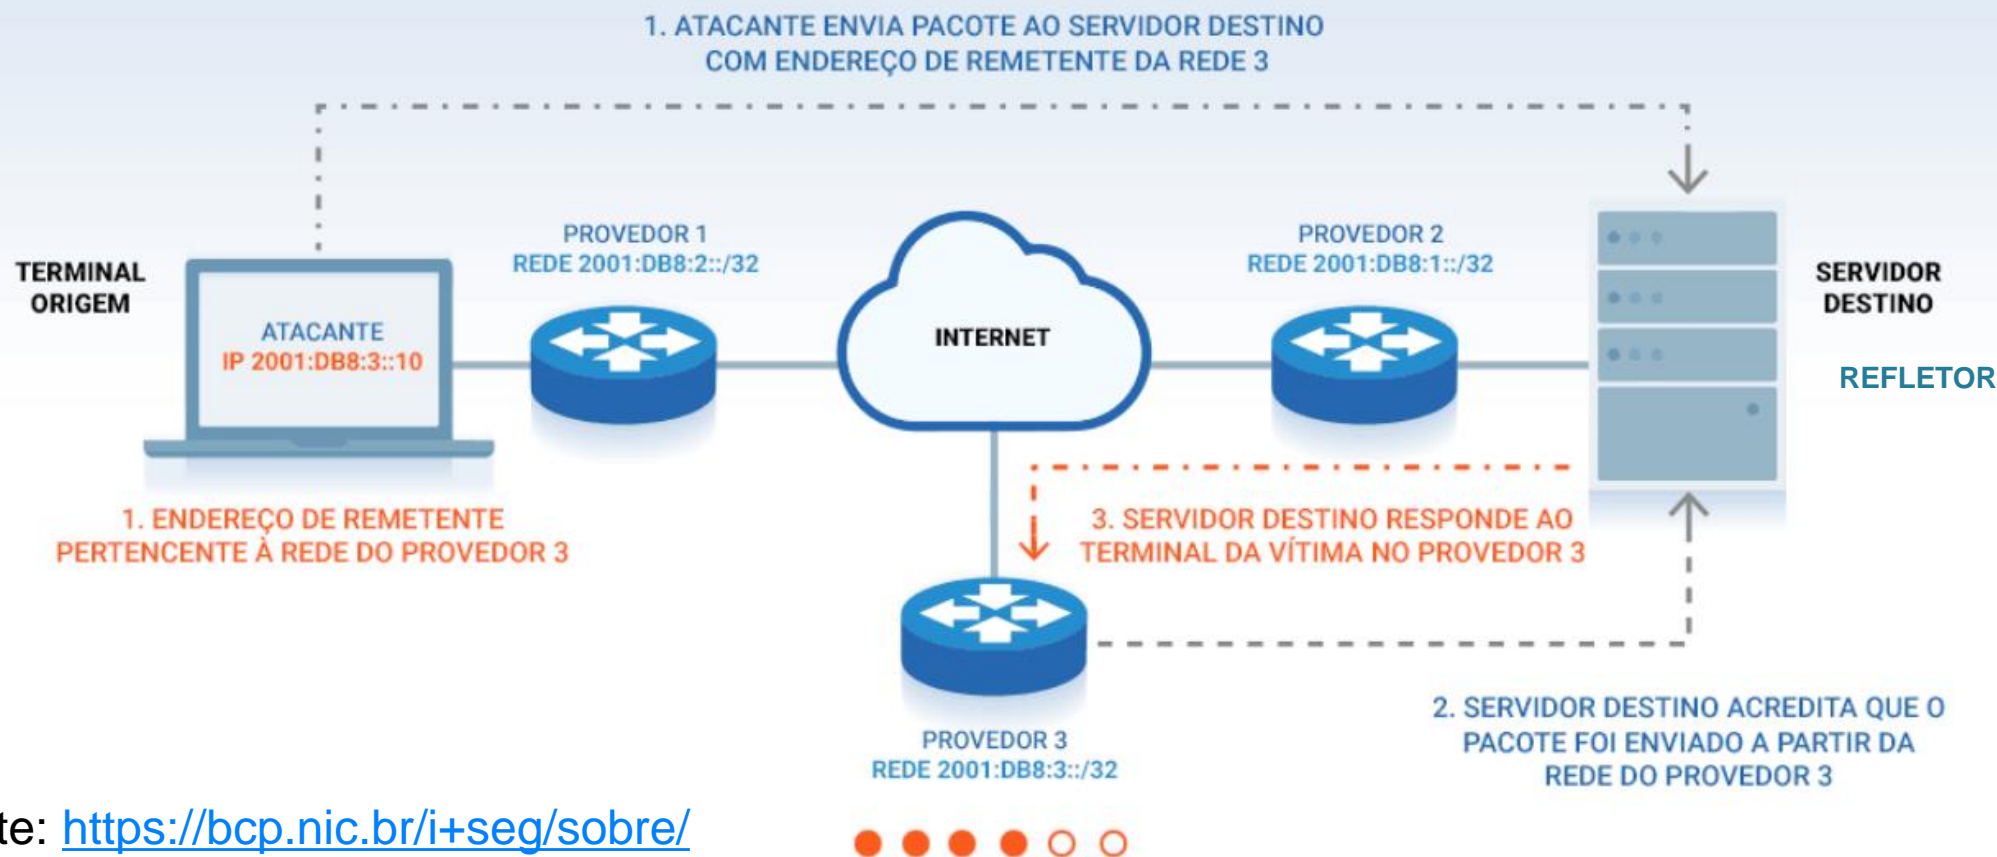 1. ATACANTE ENVIA PACOTE AO SERVIDOR DESTINO
COM ENDEREÇO DE REMETENTE DA REDE 3
TERMINAL
ORIGEM
ATACANTE
IP 2001:DB8:3::10
PROVEDOR 1
REDE 2001:DB8:2::/32
INTERNET
PROVEDOR 2
REDE 2001:DB8:1::/32
SERVIDOR
DESTINO
REFLETOR
1. ENDEREÇO DE REMETENTE
PERTENCENTE À REDE DO PROVEDOR 3
3. SERVIDOR DESTINO RESPONDE AO
TERMINAL DA VÍTIMA NO PROVEDOR 3
PROVEDOR 3
REDE 2001:DB8:3::/32
2. SERVIDOR DESTINO ACREDITA QUE O
PACOTE FOI ENVIADO A PARTIR DA
REDE DO PROVEDOR 3
te: https://bcp.nic.br/i+seg/sobre/